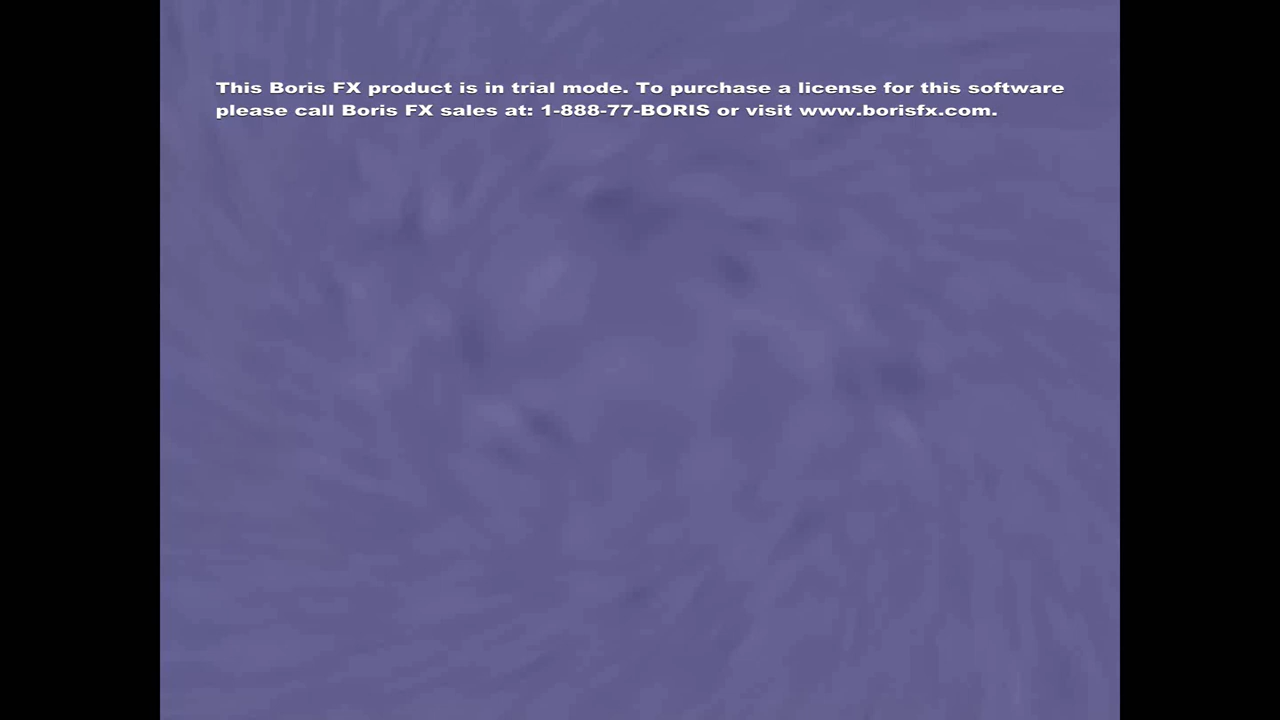 This Boris FX product is in trial mode. To purchase a license for this software
please call Boris FX sales at: 1-888-77-BORIS or visit www.borisfx.com.